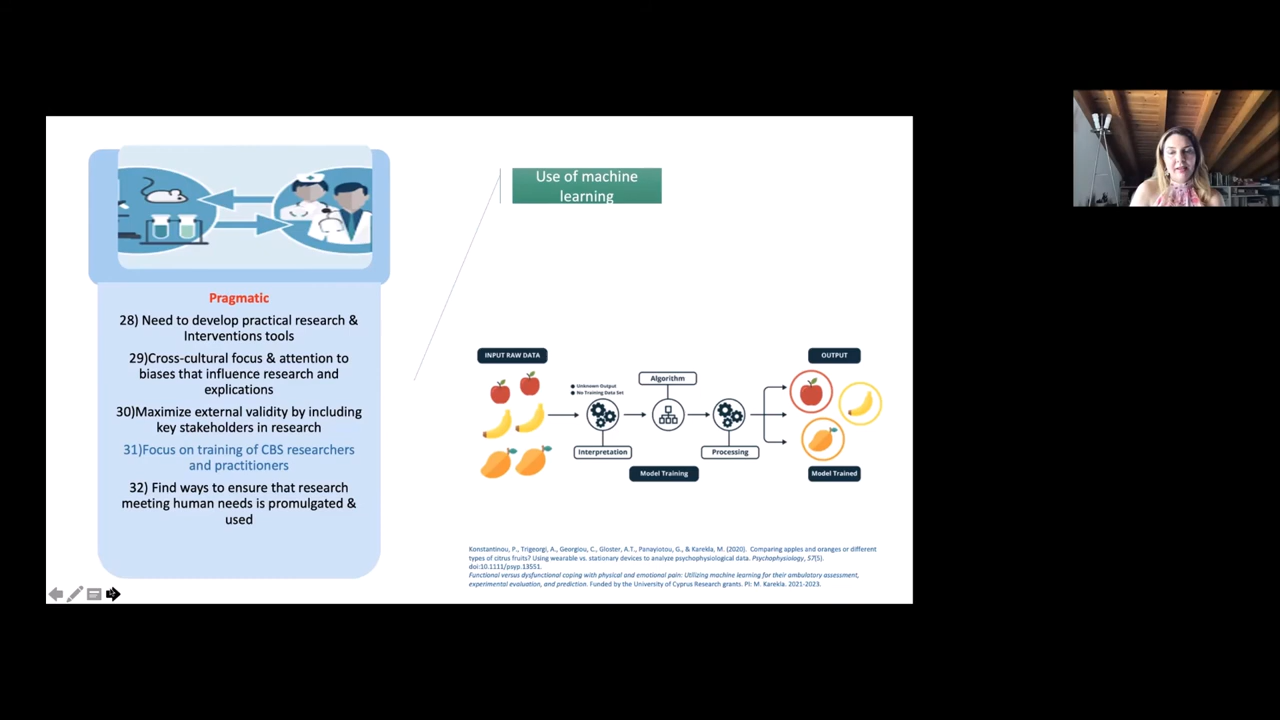 Pragmatic
28) Need to develop practical research &
Interventions tools
29)Cross-cultural focus & attention to
biases that influence research and
explications
30)Maximize external validity by including
key stakeholders in research
31)Focus on training of CBS researchers
and practitioners
32) Find ways to ensure that research
meeting human needs is promulgated &
used
Use of machine
learning
INPUT RAW DATA
Unknown Output
No Training Data Set
Interpretation
Algorithm
Processing
Model Training
OUTPUT
Model Trained
Konstantinou, P., Trigeorgi, A., Georgiou, C., Gloster, A.T., Panayiotou, G., & Karekla, M. (2020). Comparing apples and oranges or different
types of citrus fruits? Using wearable vs. stationary devices to analyze psychophysiological data. Psychophysiology, 57(5).
doi:10.1111/psyp.13551.
Functional versus dysfunctional coping with physical and emotional pain: Utilizing machine learning for their ambulatory assessment,
experimental evaluation, and prediction. Funded by the University of Cyprus Research grants. PI: M. Karekla. 2021-2023.